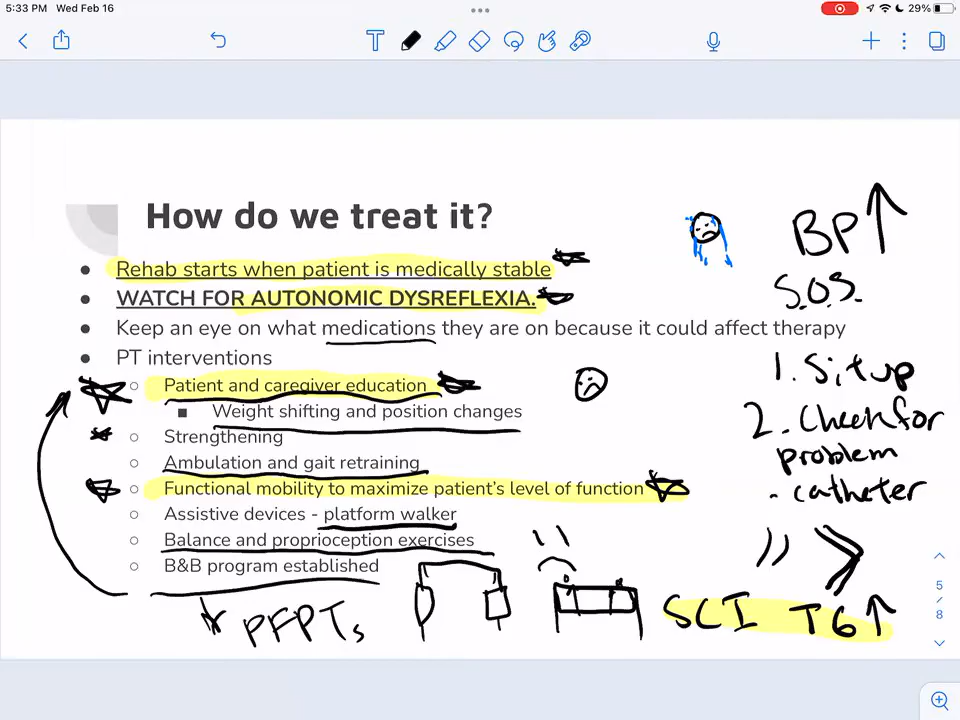 5:33 PM Wed Feb 16
29%
How do we treat it?
BP
S.O.S.
Rehab starts when patient is medically stable
WATCH FOR AUTONOMIC DYSREFLEXIA.
Keep an eye on what medications they are on because it could affect therapy
PT interventions
Patient and caregiver education
Weight shifting and position changes
Strengthening
Ambulation and gait retraining
Functional mobility to maximize patient's level of function
Assistive devices - platform walker
Balance and proprioception exercises
B&B program established
1. Sit up
2. Check for
problem
- catheter
PFPTs
SCI T6
5
/
8